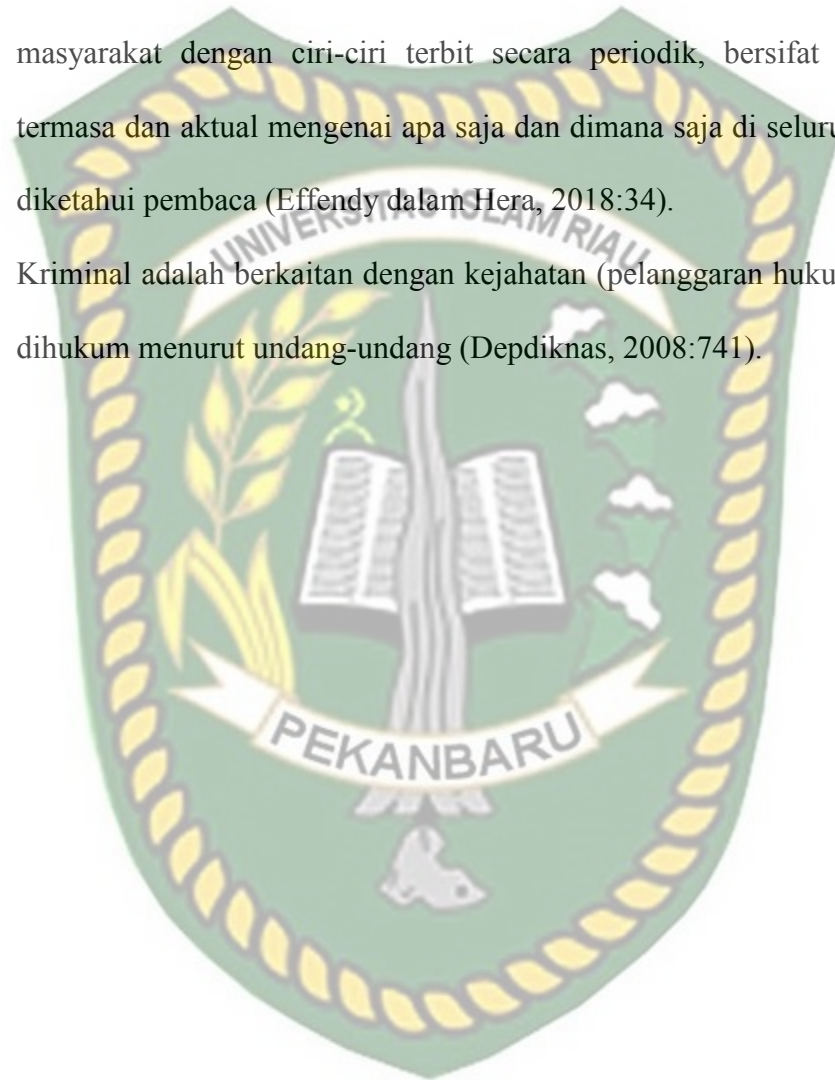 masyarakat dengan ciri-ciri terbit secara periodik, bersifat
termasa dan aktual mengenai apa saja dan dimana saja di seluru
diketahui pembaca (Effendy dalam Hera, 2018:34).
UNIVERSITAS ISLAM RIAU
Kriminal adalah berkaitan dengan kejahatan (pelanggaran huku
dihukum menurut undang-undang (Depdiknas, 2008:741).
PEKANBARU